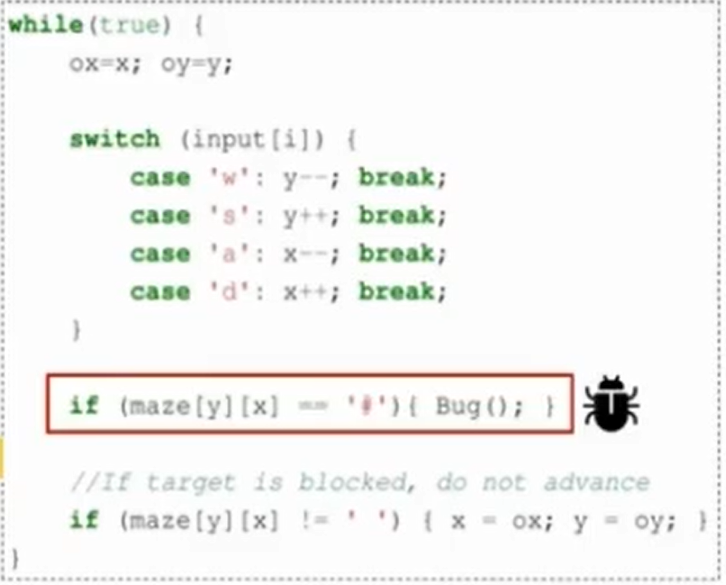 while(true) {
ox=x; oy=y;
switch (input[i]) {
case 'w': y--; break;
case 's': y++; break;
case 'a': x--; break;
case 'd': x++; break;
}
if (maze[y][x] == '#'){ Bug(); }
//If target is blocked, do not advance
if (maze[y][x] != ' ') { x = ox; y = oy; }
}